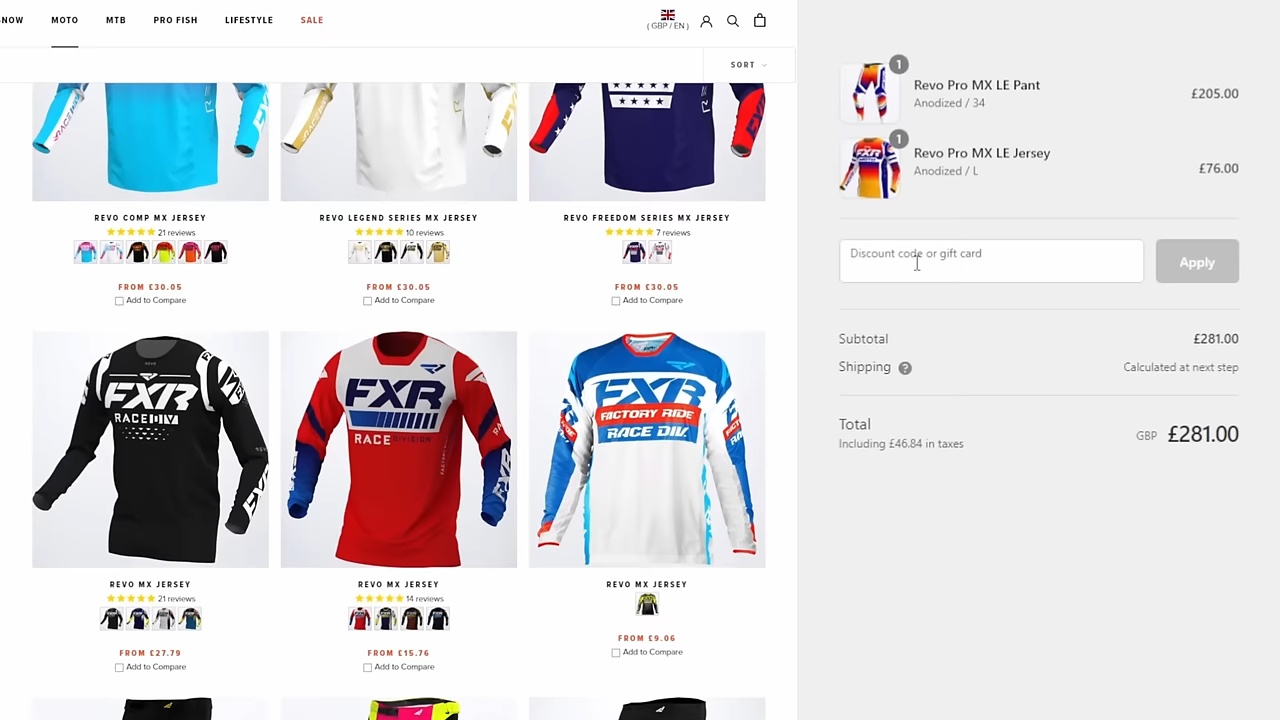 NOW MOTO MTB PRO FISH LIFESTYLE SALE
( GBP / EN )
SORT
REVO COMP MX JERSEY
21 reviews
FROM £30.05
Add to Compare
REVO LEGEND SERIES MX JERSEY
10 reviews
FROM £30.05
Add to Compare
REVO FREEDOM SERIES MX JERSEY
7 reviews
FROM £30.05
Add to Compare
FXR
RACE DIV
FXR
RACE DIVISION
FXR
FXR
FACTORY RIDE
RACE DIV.
REVO MX JERSEY
21 reviews
FROM £27.79
Add to Compare
REVO MX JERSEY
14 reviews
FROM £15.76
Add to Compare
REVO MX JERSEY
FROM £9.06
Add to Compare
1
Revo Pro MX LE Pant
Anodized / 34
£205.00
1
FXR
Revo Pro MX LE Jersey
Anodized / L
£76.00
Discount code or gift card
Apply
Subtotal £281.00
Shipping ? Calculated at next step
Total
Including £46.84 in taxes
GBP £281.00